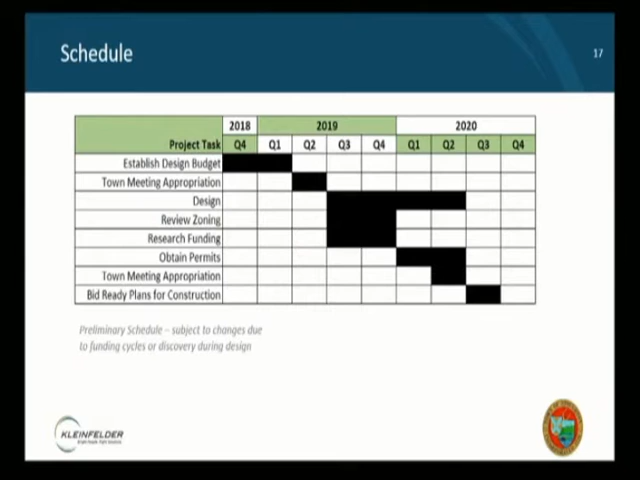 Schedule
17
2018 2019 2020
Project Task Q4 Q1 Q2 Q3 Q4 Q1 Q2 Q3 Q4
Establish Design Budget
Town Meeting Appropriation
Design
Review Zoning
Research Funding
Obtain Permits
Town Meeting Appropriation
Bid Ready Plans for Construction
Preliminary Schedule – subject to changes due
to funding cycles or discovery during design
KLEINFELDER